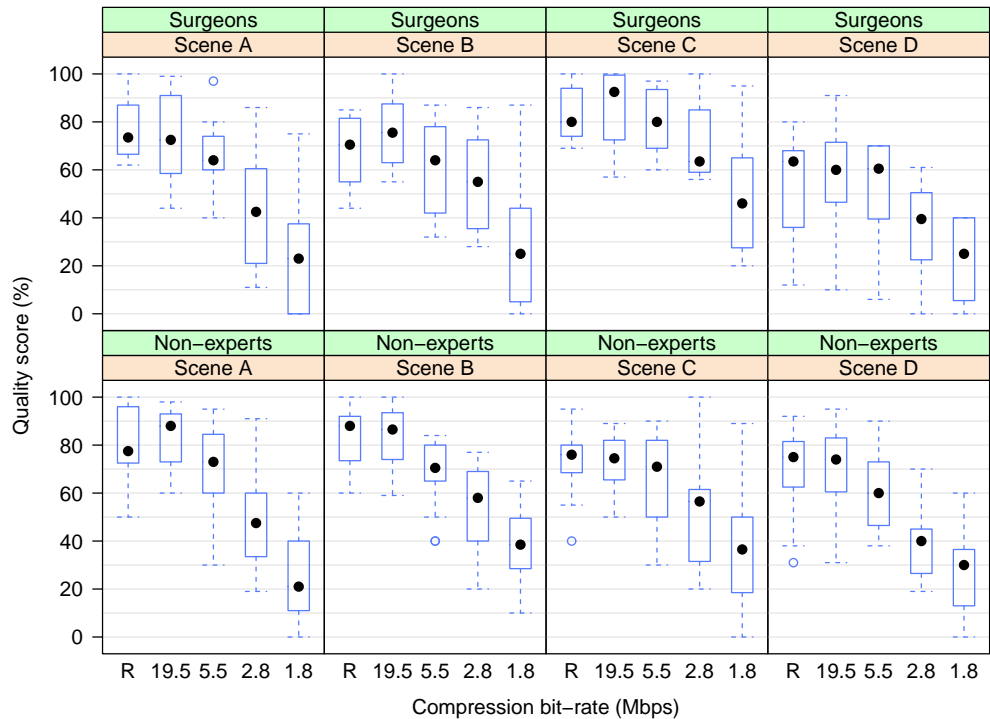 Surgeons Surgeons Surgeons Surgeons
Scene A Scene B Scene C Scene D
100
80
60
40
20
0
Non−experts Non−experts Non−experts Non−experts
Scene A Scene B Scene C Scene D
100
80
60
40
20
0
Quality score (%)
R 19.5 5.5 2.8 1.8 R 19.5 5.5 2.8 1.8 R 19.5 5.5 2.8 1.8 R 19.5 5.5 2.8 1.8
Compression bit−rate (Mbps)